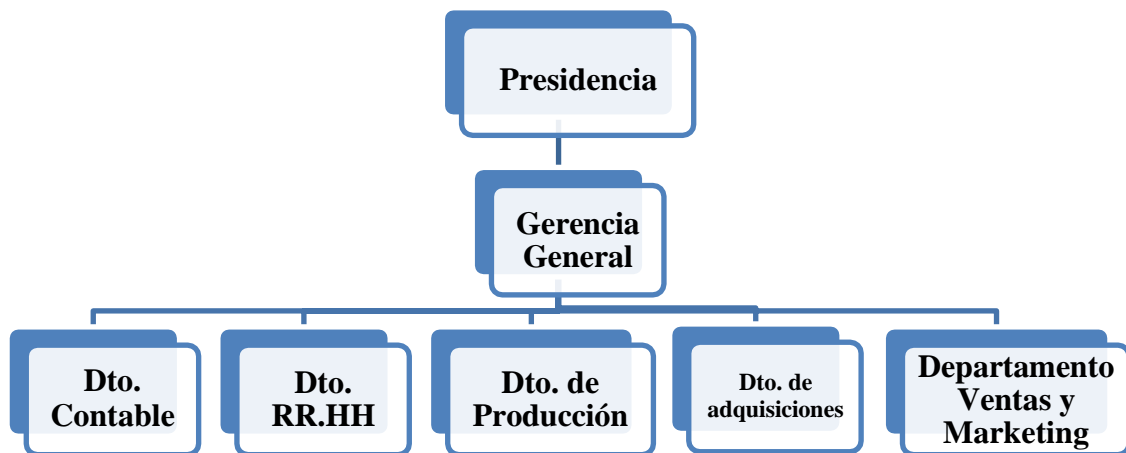 Presidencia
Gerencia
General
Dto.
Contable
Dto.
RR.HH
Dto. de
Producción
Dto. de
adquisiciones
Departamento
Ventas y
Marketing